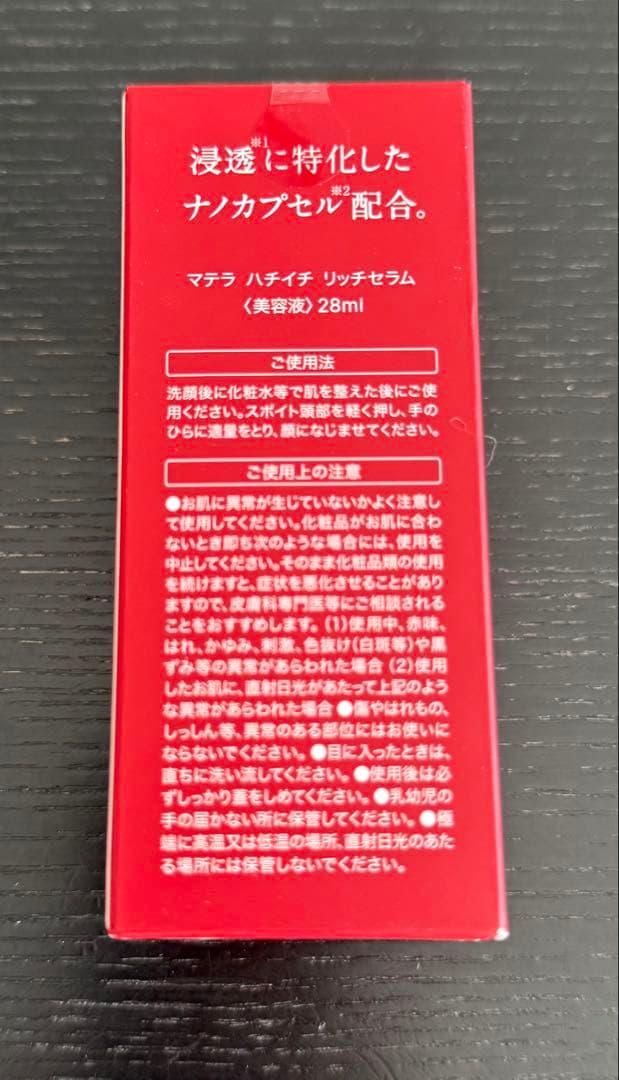 浸透※1に特化した
ナノカプセル※2配合。
マテラ ハチイチ リッチセラム
〈美容液〉28ml
ご使用法
洗顔後に化粧水等で肌を整えた後にご使
用ください。スポイト頭部を軽く押し、手の
ひらに適量をとり、顔になじませてください。
ご使用上の注意
●お肌に異常が生じていないかよく注意し
て使用してください。化粧品がお肌に合わ
ないとき即ち次のような場合には、使用を
中止してください。そのまま化粧品類の使用
を続けますと、症状を悪化させることがあり
ますので、皮膚科専門医等にご相談される
ことをおすすめします。(1)使用中、赤味、
はれ、かゆみ、刺激、色抜け(白斑等)や黒
ずみ等の異常があらわれた場合 (2)使用
したお肌に、直射日光があたって上記のよう
な異常があらわれた場合 ●傷やはれもの、
しっしん等、異常のある部位にはお使いに
ならないでください。●目に入ったときは、
直ちに洗い流してください。●使用後は必
ずしっかり蓋をしめてください。●乳幼児の
手の届かない所に保管してください。●極
端に高温又は低温の場所、直射日光のあた
る場所には保管しないでください。